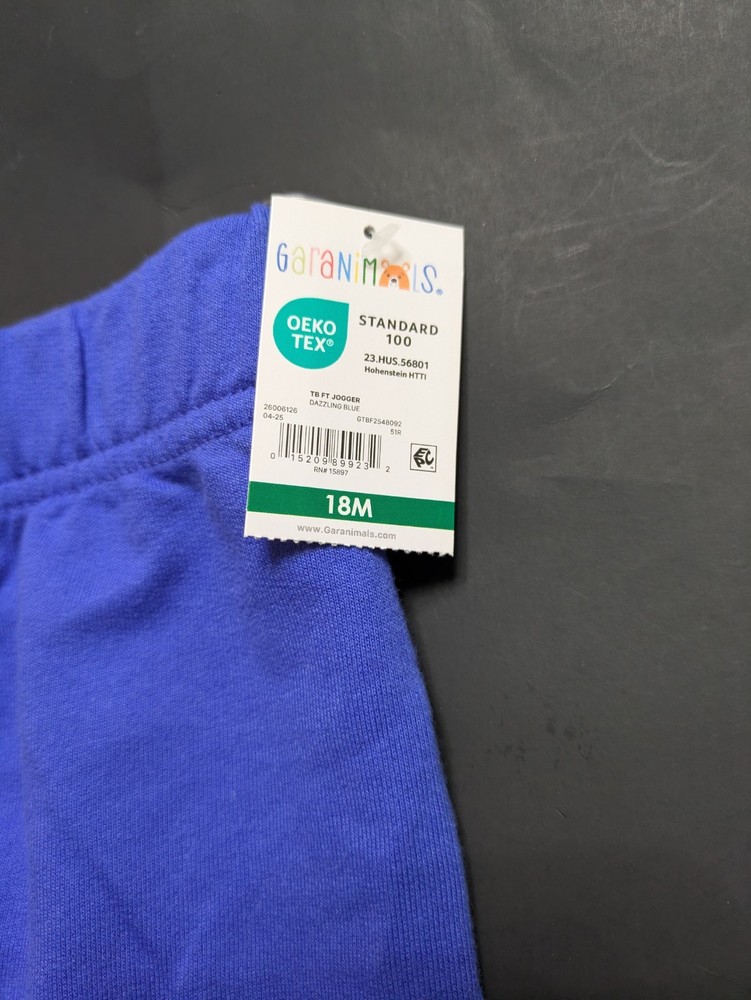 GaRaNiMaLS®
OEKO
TEX®
STANDARD
100
23.HUS.56801
Hohenstein HTTI
TB FT JOGGER
DAZZLING BLUE
26006126
GTBF2548092
04-25
51R
0 15209 89923 2
RN# 15897
EPC
18M
www.Garanimals.com